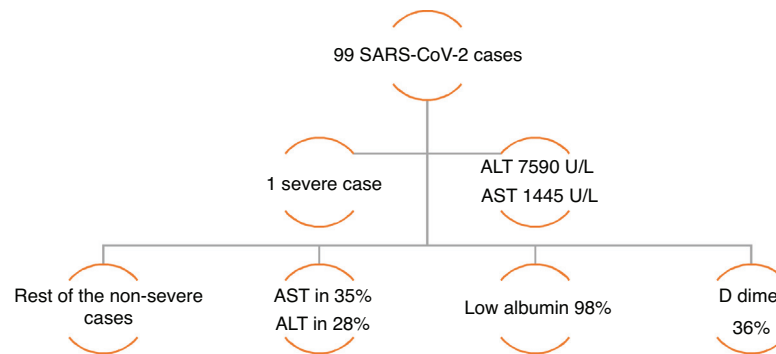 99 SARS-CoV-2 cases
1 severe case
ALT 7590 U/L
AST 1445 U/L
Rest of the non-severe
cases
AST in 35%
ALT in 28%
Low albumin 98%
D dime
36%